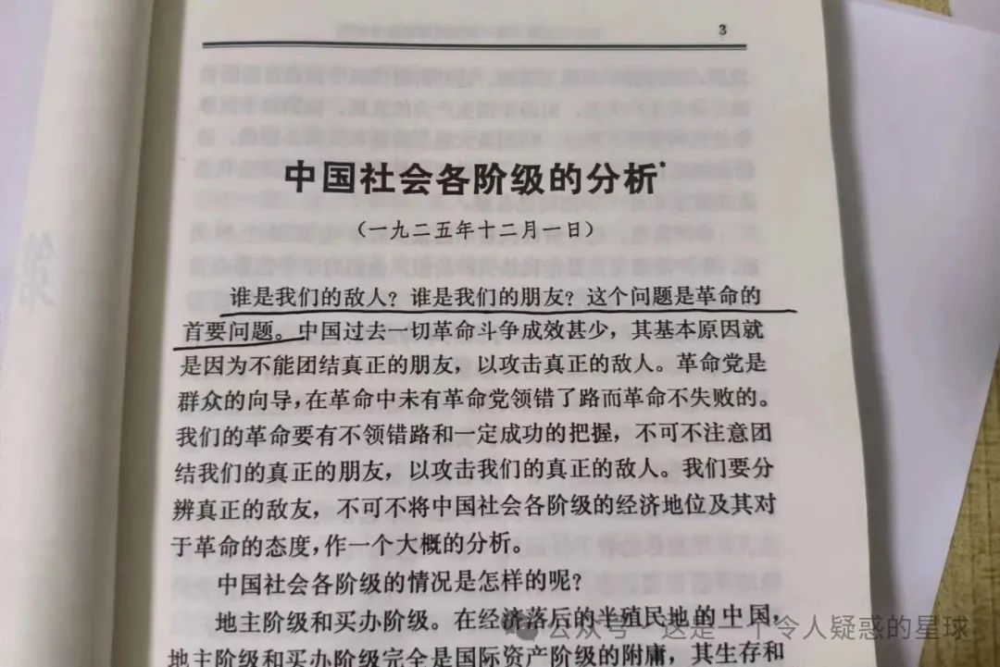 3
中国社会各阶级的分析*
(一九二五年十二月一日)
谁是我们的敌人?谁是我们的朋友?这个问题是革命的
首要问题。中国过去一切革命斗争成效甚少,其基本原因就
是因为不能团结真正的朋友,以攻击真正的敌人。革命党是
群众的向导,在革命中未有革命党领错了路而革命不失败的。
我们的革命要有不领错路和一定成功的把握,不可不注意团
结我们的真正的朋友,以攻击我们的真正的敌人。我们要分
辨真正的敌友,不可不将中国社会各阶级的经济地位及其对
于革命的态度,作一个大概的分析。
中国社会各阶级的情况是怎样的呢?
地主阶级和买办阶级。在经济落后的半殖民地的中国,
地主阶级和买办阶级完全是国际资产阶级的附庸,其生存和
公众号·这是一个令人疑惑的星球